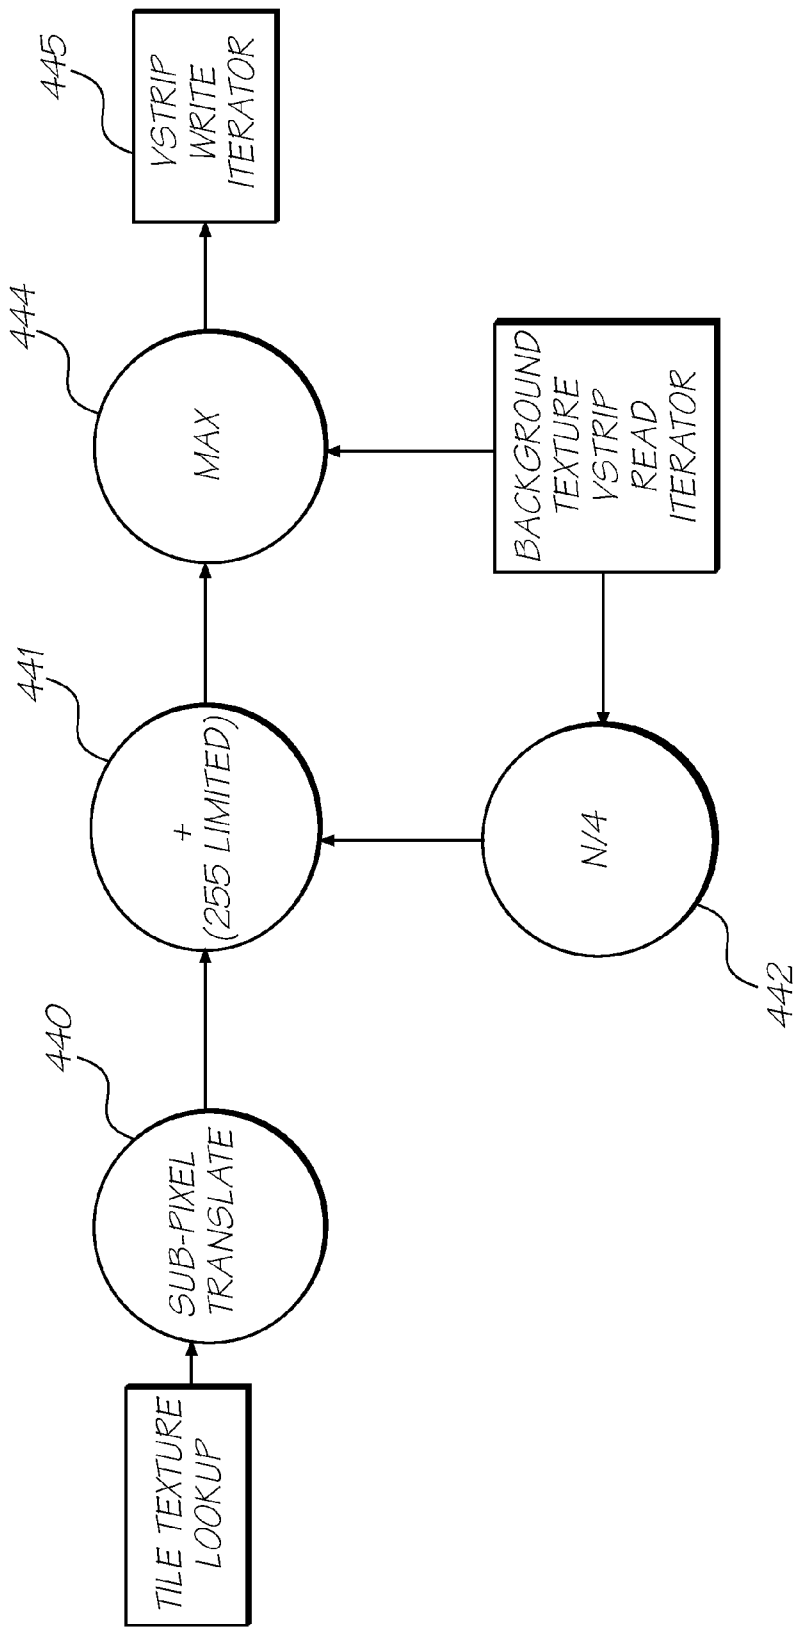 TILE TEXTURE
LOOKUP
SUB-PIXEL
TRANSLATE
440
+
(255 LIMITED)
441
MAX
444
VSTRIP
WRITE
ITERATOR
445
N/4
442
BACKGROUND
TEXTURE
VSTRIP
READ
ITERATOR